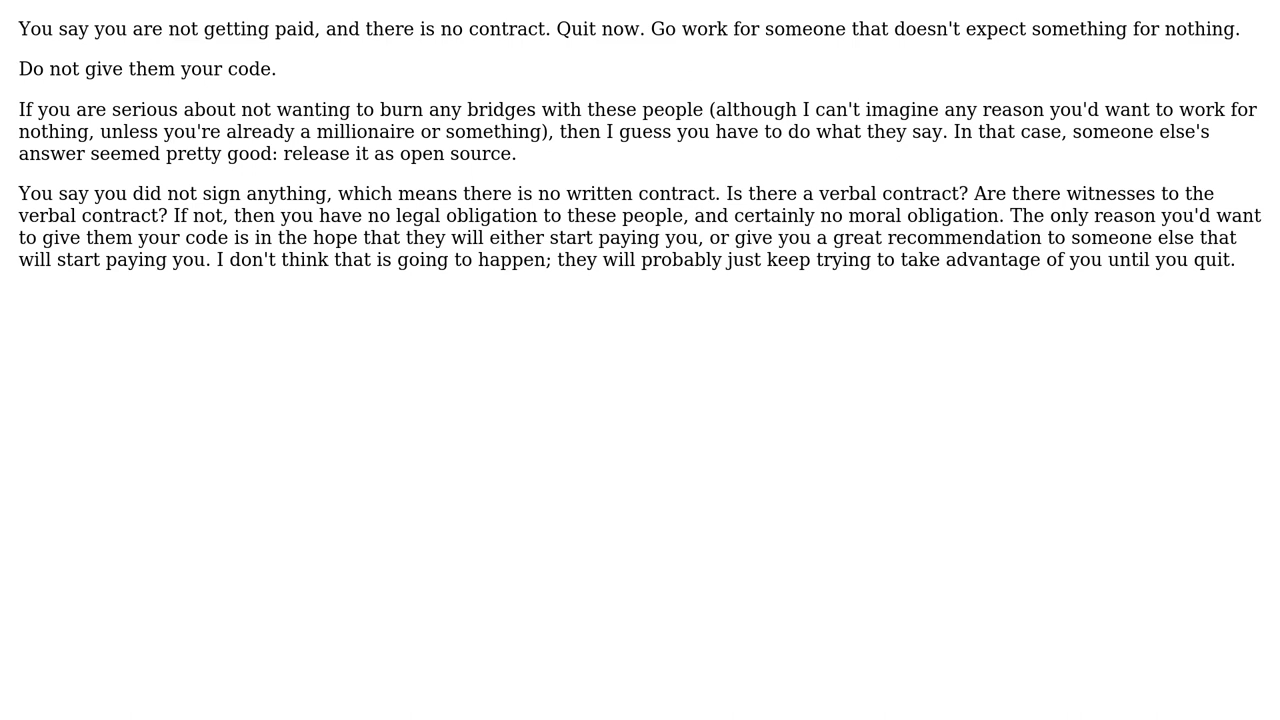 You say you are not getting paid, and there is no contract. Quit now. Go work for someone that doesn't expect something for nothing.
Do not give them your code.
If you are serious about not wanting to burn any bridges with these people (although I can't imagine any reason you'd want to work for
nothing, unless you're already a millionaire or something), then I guess you have to do what they say. In that case, someone else's
answer seemed pretty good: release it as open source.
You say you did not sign anything, which means there is no written contract. Is there a verbal contract? Are there witnesses to the
verbal contract? If not, then you have no legal obligation to these people, and certainly no moral obligation. The only reason you'd want
to give them your code is in the hope that they will either start paying you, or give you a great recommendation to someone else that
will start paying you. I don't think that is going to happen; they will probably just keep trying to take advantage of you until you quit.